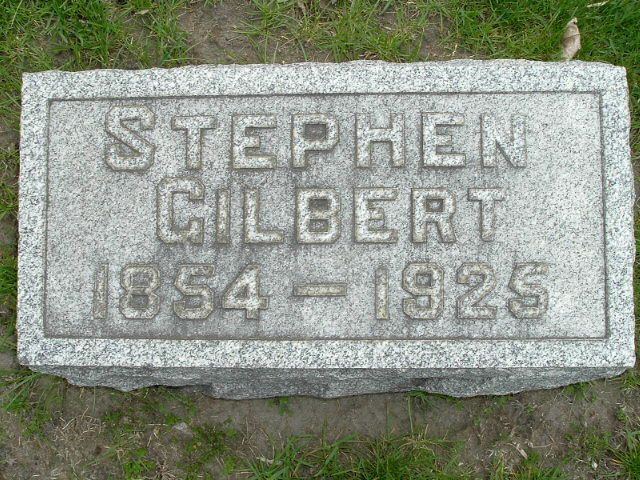 STEPHEN
GILBERT
1854 – 1925